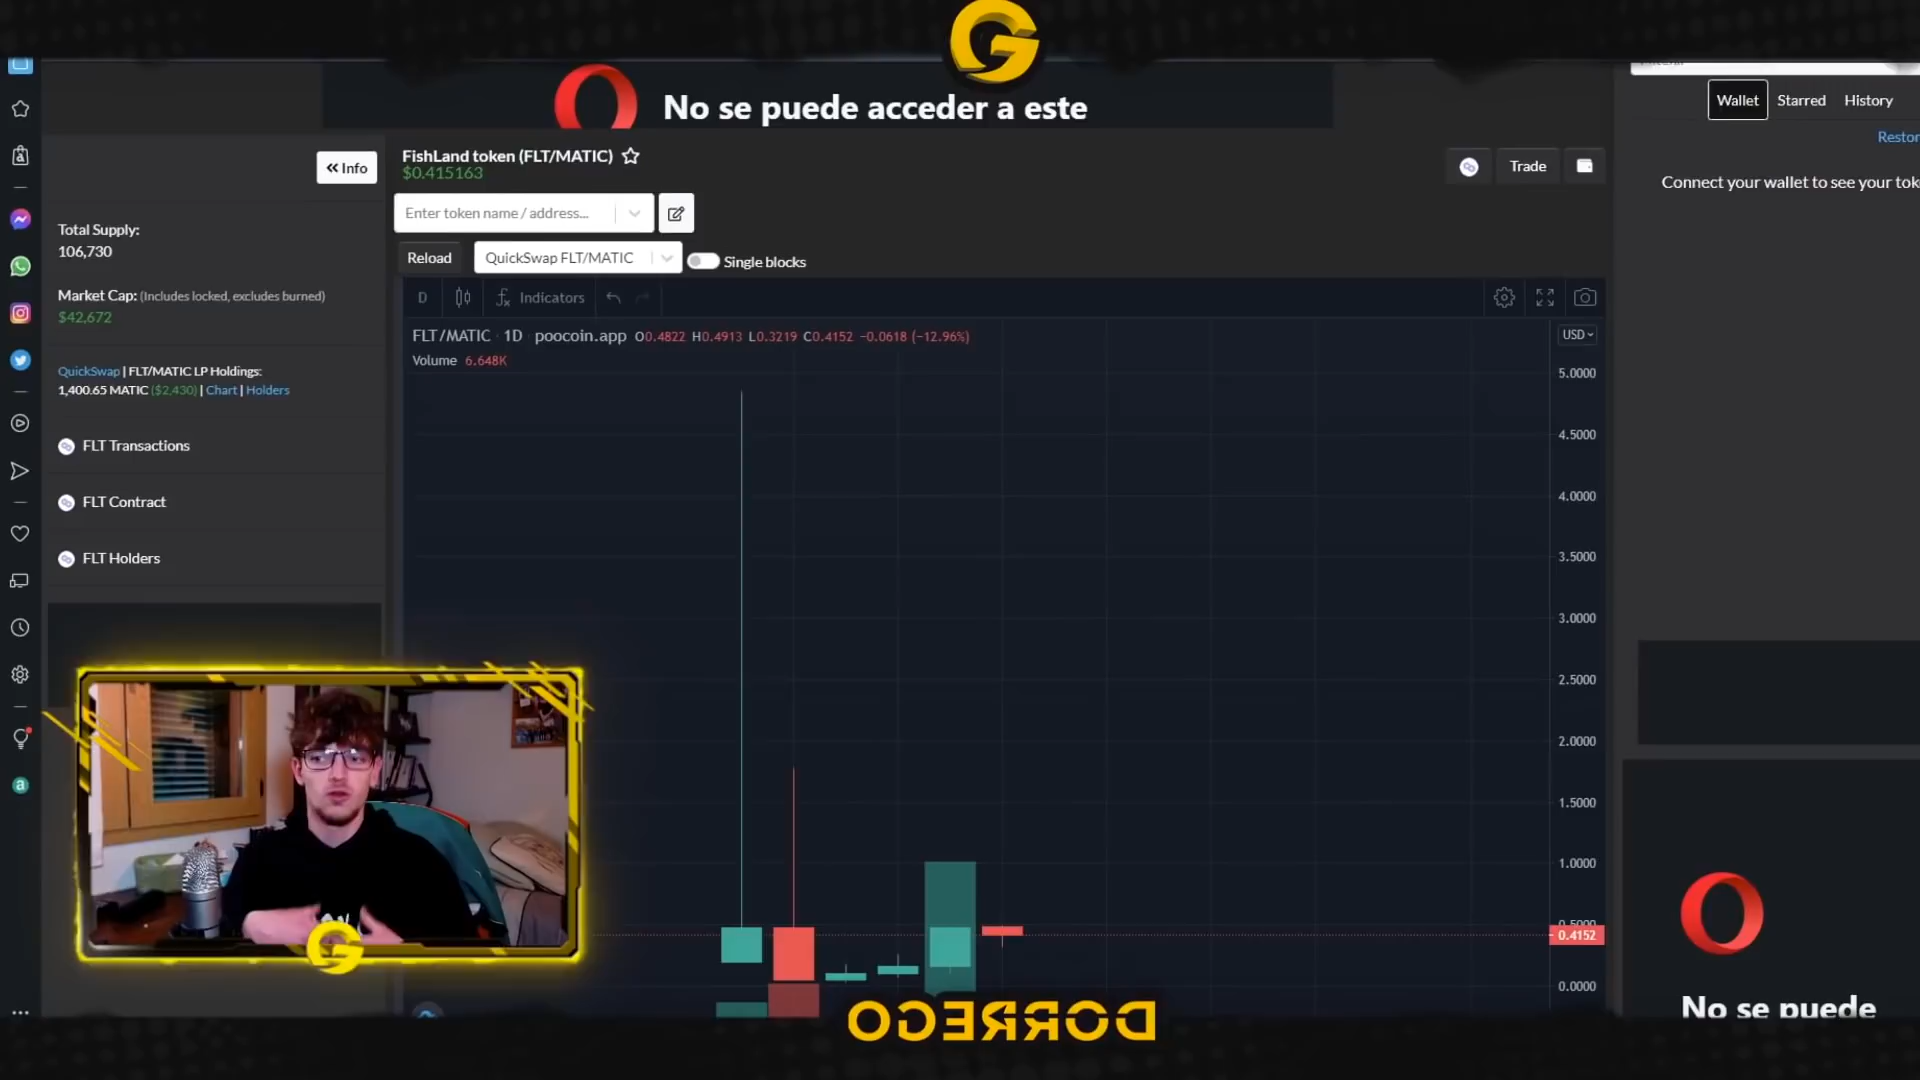 No se puede acceder a este
Wallet Starred History
Restor
Connect your wallet to see your tok
Info
FishLand token (FLT/MATIC)
$0.415163
Trade
Enter token name / address...
Reload
QuickSwap FLT/MATIC
Single blocks
Total Supply:
106,730
Market Cap: (Includes locked, excludes burned)
$42,672
QuickSwap | FLT/MATIC LP Holdings:
1,400.65 MATIC ($2,430) | Chart | Holders
FLT Transactions
FLT Contract
FLT Holders
D
Indicators
FLT/MATIC · 1D · poocoin.app O0.4822 H0.4913 L0.3219 C0.4152 −0.0618 (−12.96%)
Volume 6.648K
USD
5.0000
4.5000
4.0000
3.5000
3.0000
2.5000
2.0000
1.5000
1.0000
0.5000
0.4152
0.0000
No se puede
DORREGO